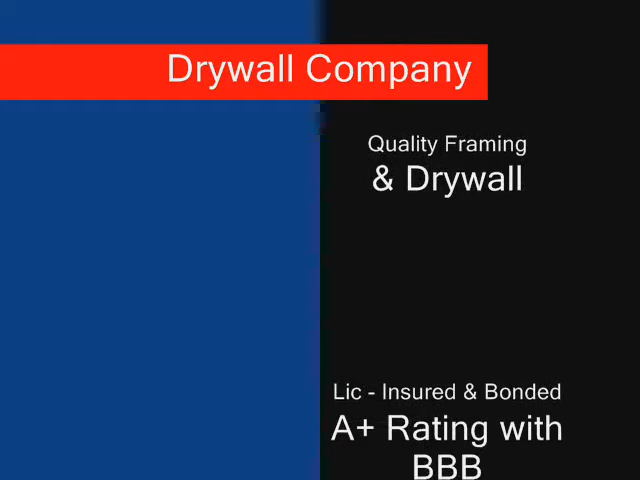 Drywall Company
Quality Framing
& Drywall
Lic - Insured & Bonded
A+ Rating with
BBB